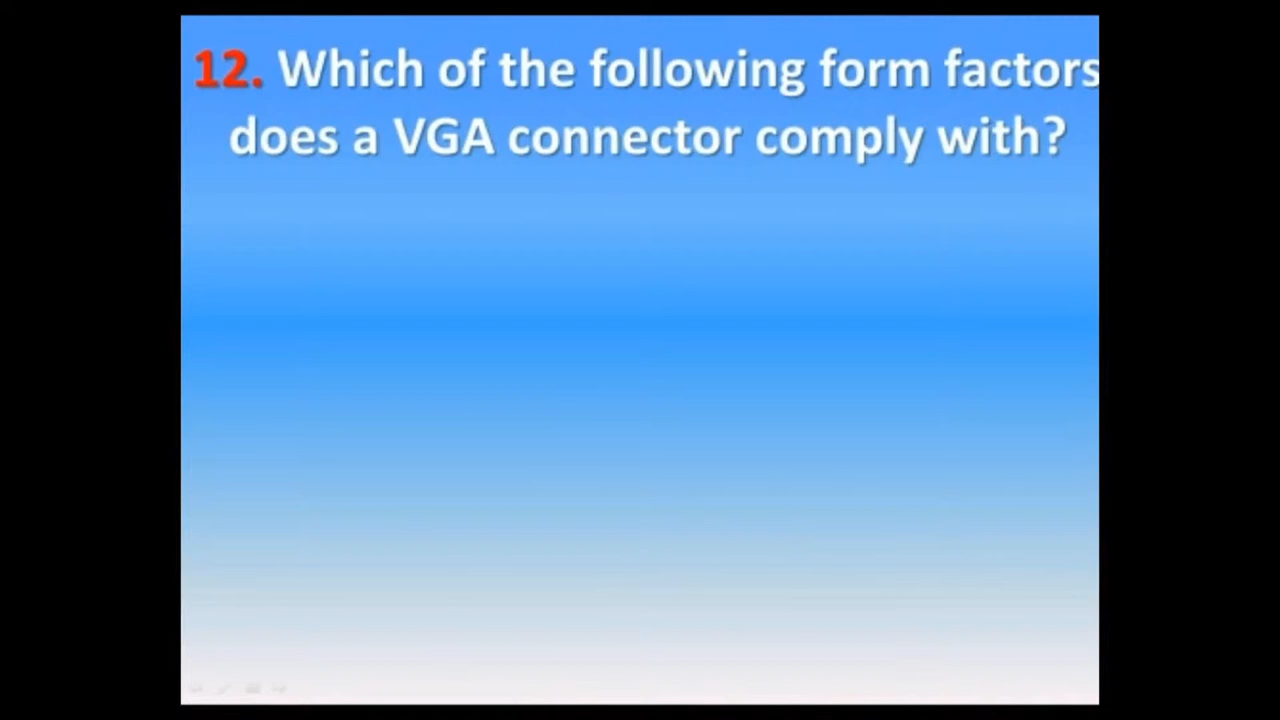 12. Which of the following form factors
does a VGA connector comply with?